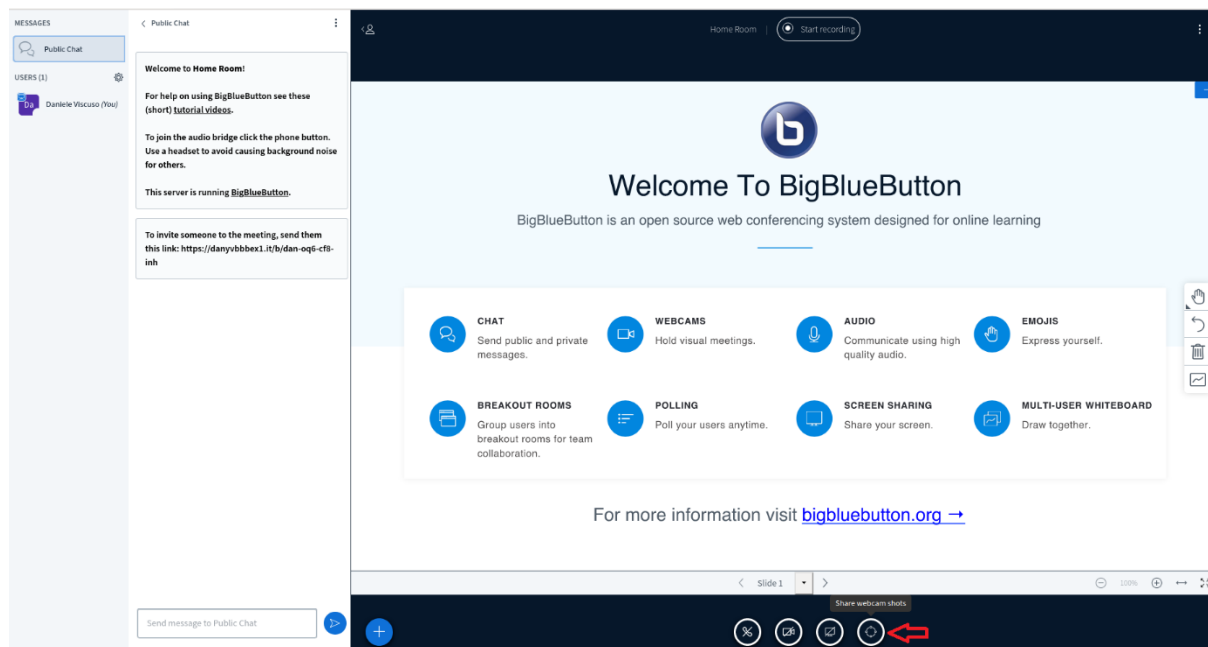 MESSAGES
Public Chat
USERS (1)
Da
Daniele Viscuso (You)
Public Chat
Welcome to Home Room!
For help on using BigBlueButton see these
(short) tutorial videos.
To join the audio bridge click the phone button.
Use a headset to avoid causing background noise
for others.
This server is running BigBlueButton.
To invite someone to the meeting, send them
this link: https://danyvbbbex1.it/b/dan-oq6-cf8-
inh
Send message to Public Chat
Home Room | Start recording
b
Welcome To BigBlueButton
BigBlueButton is an open source web conferencing system designed for online learning
CHAT
Send public and private
messages.
WEBCAMS
Hold visual meetings.
AUDIO
Communicate using high
quality audio.
EMOJIS
Express yourself.
BREAKOUT ROOMS
Group users into
breakout rooms for team
collaboration.
POLLING
Poll your users anytime.
SCREEN SHARING
Share your screen.
MULTI-USER WHITEBOARD
Draw together.
For more information visit bigbluebutton.org →
Slide 1
100%
Share webcam shots